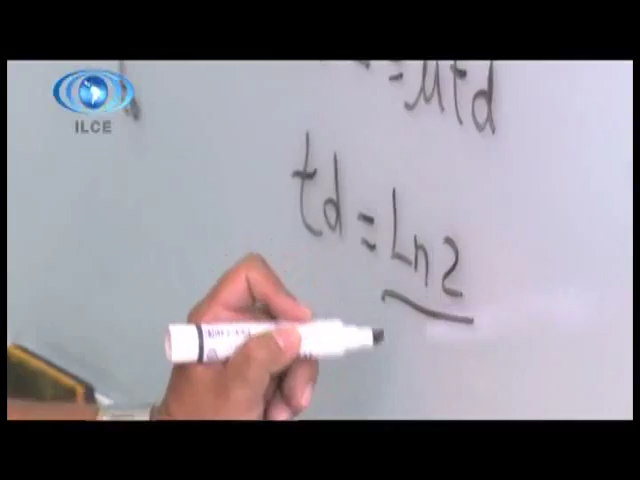 ILCE
= μtd
td = Ln2